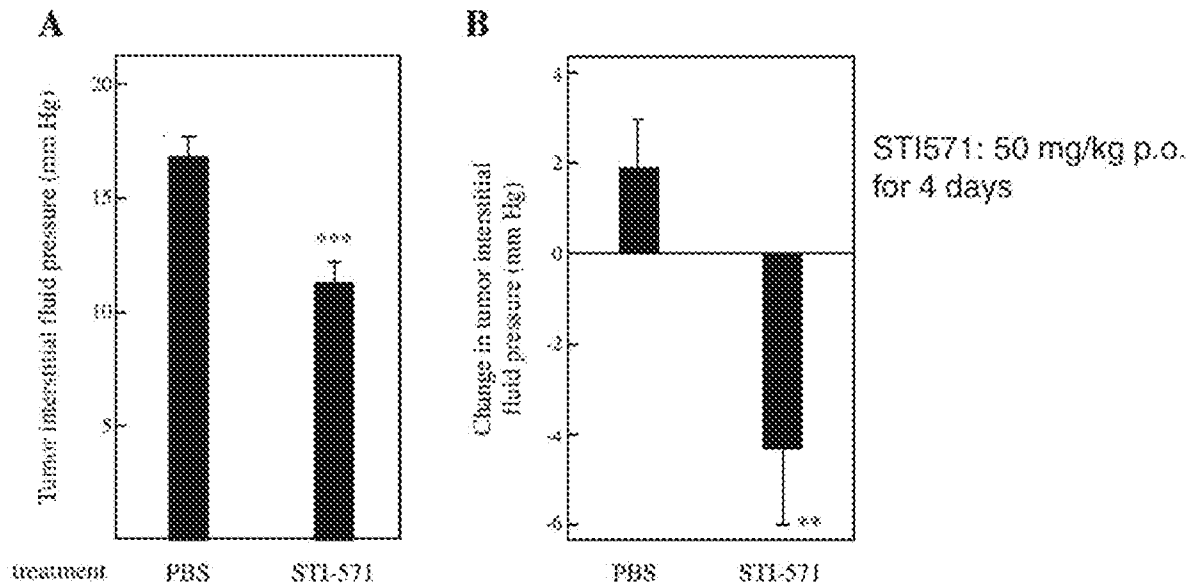 A
Tumor interstitial fluid pressure (mm Hg)
20
15
10
5
***
treatment
PBS
STI-571
B
Change in tumor interstitial
fluid pressure (mm Hg)
4
2
0
-2
-4
-6
**
PBS
STI-571
STI571: 50 mg/kg p.o.
for 4 days